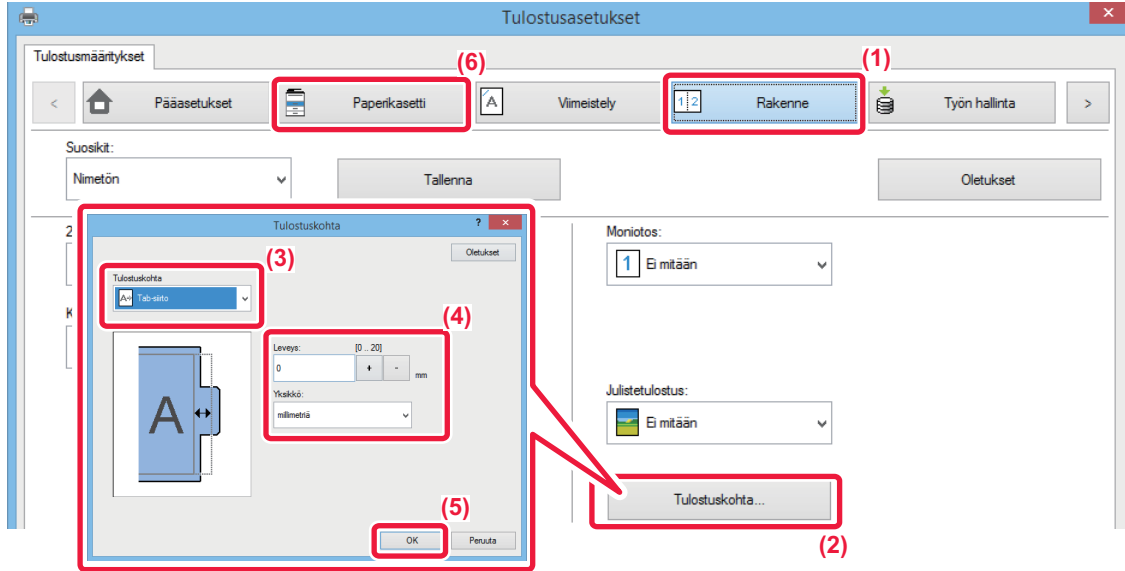 Tulostusasetukset
Tulostusmääritykset
(6)
(1)
< Pääasetukset Paperikasetti A Viimeistely 1 2 Rakenne Työn hallinta >
Suosikit:
Nimetön Tallenna Oletukset
2
K
Tulostuskohta ? ×
Oletukset
(3)
Tulostuskohta
A Tab-siirto
(4)
Leveys: [0 .. 20]
0 + - mm
Yksikkö:
millimetriä
A
(5)
OK Peruuta
Moniotos:
1 Ei mitään
Julistetulostus:
Ei mitään
Tulostuskohta...
(2)